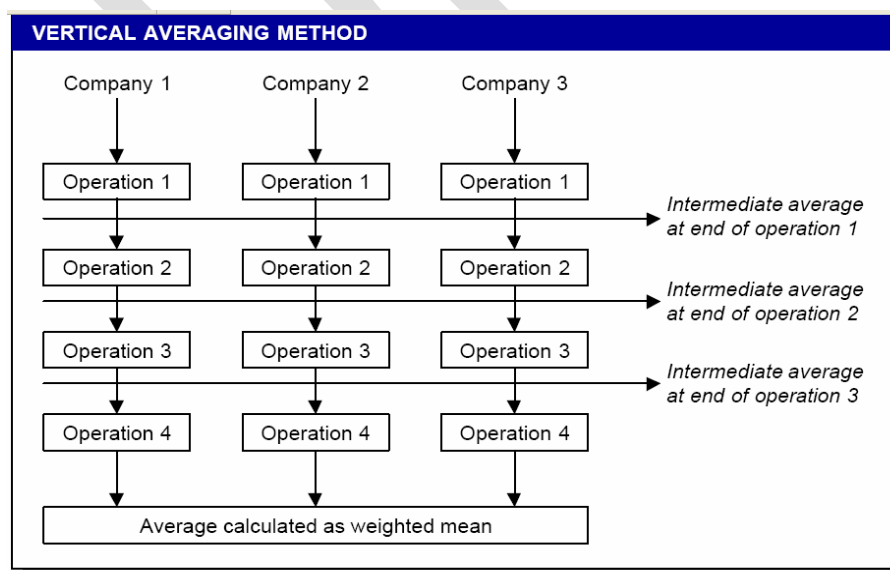 VERTICAL AVERAGING METHOD
Company 1 Company 2 Company 3
Operation 1 Operation 1 Operation 1
Intermediate average
at end of operation 1
Operation 2 Operation 2 Operation 2
Intermediate average
at end of operation 2
Operation 3 Operation 3 Operation 3
Intermediate average
at end of operation 3
Operation 4 Operation 4 Operation 4
Average calculated as weighted mean